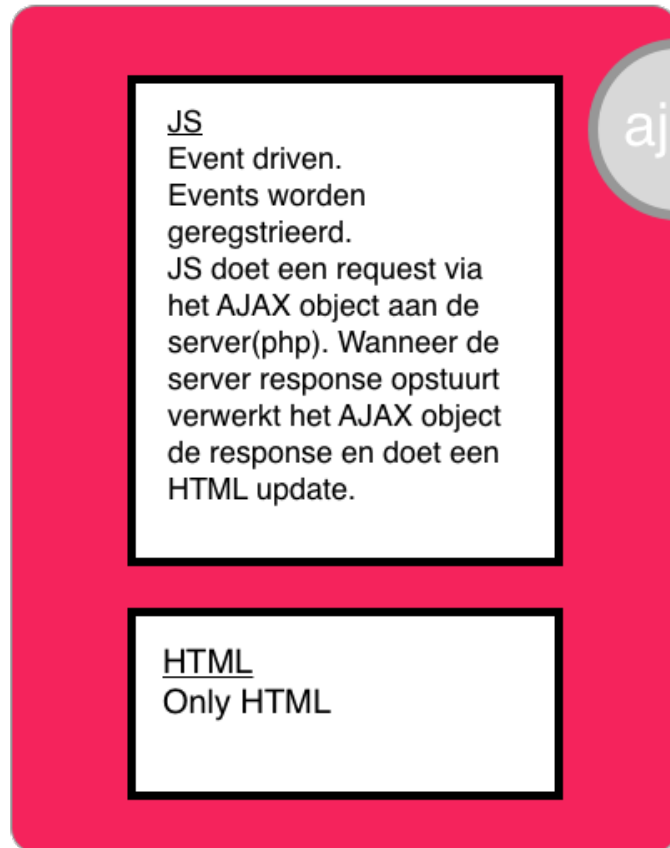 JS
Event driven.
Events worden
geregstrieerd.
JS doet een request via
het AJAX object aan de
server(php). Wanneer de
server response opstuurt
verwerkt het AJAX object
de response en doet een
HTML update.
aj
HTML
Only HTML